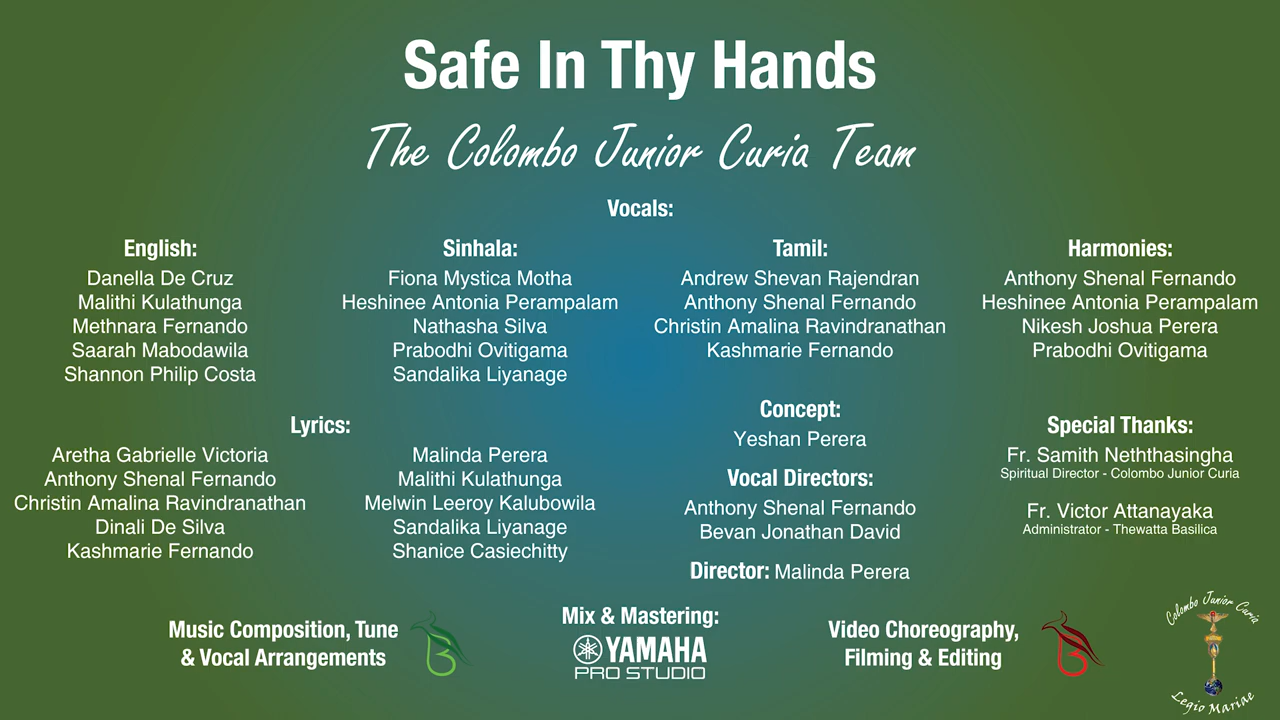 Safe In Thy Hands
The Colombo Junior Curia Team
Vocals:
English:
Danella De Cruz
Malithi Kulathunga
Methnara Fernando
Saarah Mabodawila
Shannon Philip Costa
Sinhala:
Fiona Mystica Motha
Heshinee Antonia Perampalam
Nathasha Silva
Prabodhi Ovitigama
Sandalika Liyanage
Tamil:
Andrew Shevan Rajendran
Anthony Shenal Fernando
Christin Amalina Ravindranathan
Kashmarie Fernando
Harmonies:
Anthony Shenal Fernando
Heshinee Antonia Perampalam
Nikesh Joshua Perera
Prabodhi Ovitigama
Lyrics:
Aretha Gabrielle Victoria
Anthony Shenal Fernando
Christin Amalina Ravindranathan
Dinali De Silva
Kashmarie Fernando
Malinda Perera
Malithi Kulathunga
Melwin Leeroy Kalubowila
Sandalika Liyanage
Shanice Casiechitty
Concept:
Yeshan Perera
Vocal Directors:
Anthony Shenal Fernando
Bevan Jonathan David
Director: Malinda Perera
Special Thanks:
Fr. Samith Neththasingha
Spiritual Director - Colombo Junior Curia
Fr. Victor Attanayaka
Administrator - Thewatta Basilica
Music Composition, Tune
& Vocal Arrangements
Mix & Mastering:
YAMAHA
PRO STUDIO
Video Choreography,
Filming & Editing
Colombo Junior Curia
Legio Mariae